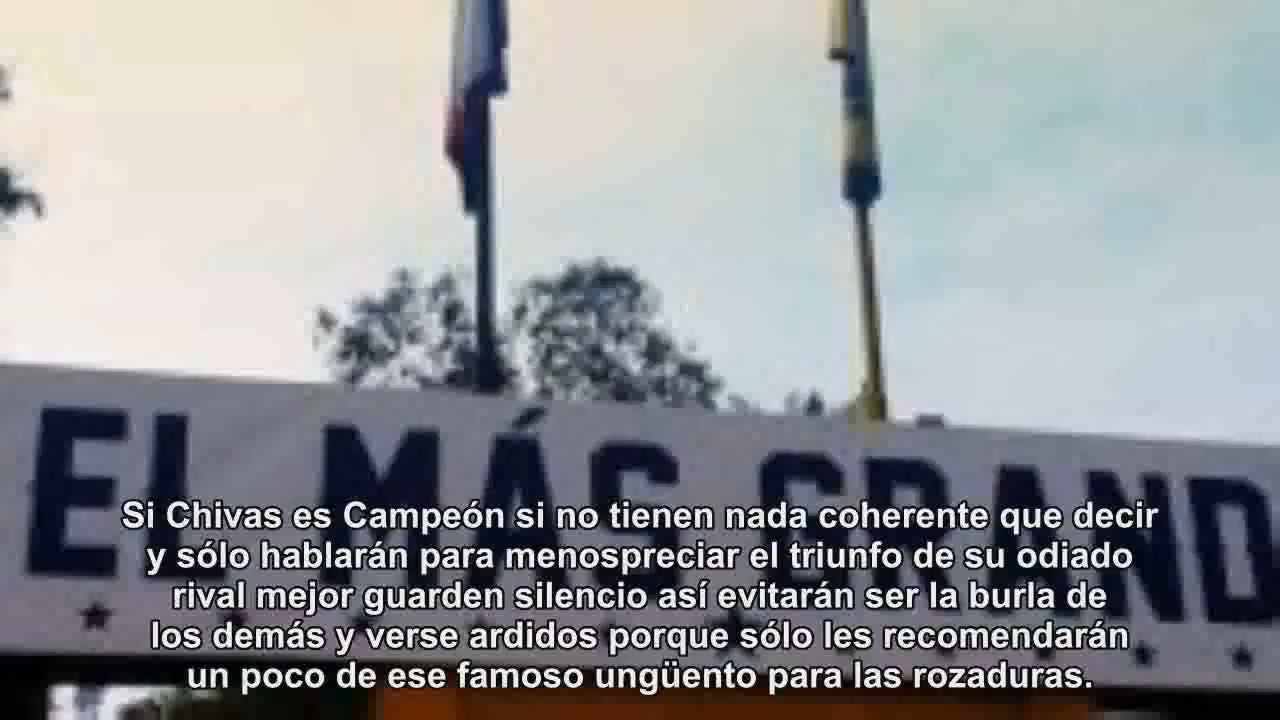 EL MÁS GRAND
Si Chivas es Campeón si no tienen nada coherente que decir
y sólo hablarán para menospreciar el triunfo de su odiado
rival mejor guarden silencio así evitarán ser la burla de
los demás y verse ardidos porque sólo les recomendarán
un poco de ese famoso ungüento para las rozaduras.